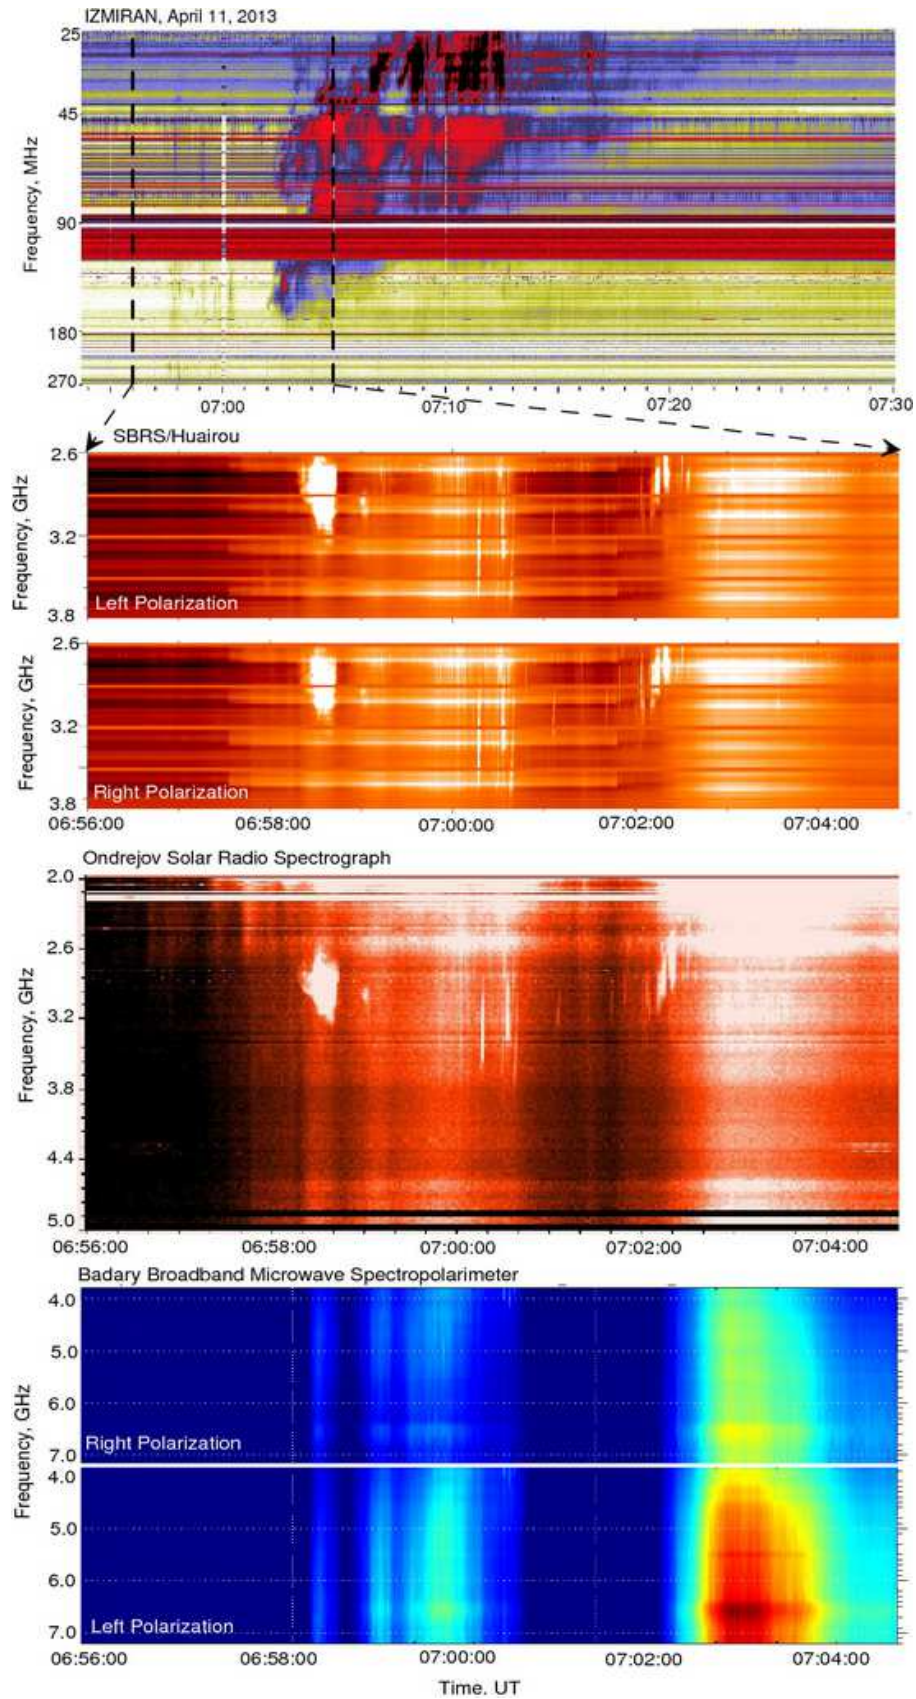 IZMIRAN, April 11, 2013
25
45
90
180
270
Frequency, MHz
07:00 07:10 07:20 07:30
SBRS/Huairou
2.6
3.2
3.8
Frequency, GHz
Left Polarization
2.6
3.2
3.8
Frequency, GHz
Right Polarization
06:56:00 06:58:00 07:00:00 07:02:00 07:04:00
Ondrejov Solar Radio Spectrograph
2.0
2.6
3.2
3.8
4.4
5.0
Frequency, GHz
06:56:00 06:58:00 07:00:00 07:02:00 07:04:00
Badary Broadband Microwave Spectropolarimeter
4.0
5.0
6.0
7.0
Right Polarization
Frequency, GHz
4.0
5.0
6.0
7.0
Left Polarization
06:56:00 06:58:00 07:00:00 07:02:00 07:04:00
Time. UT